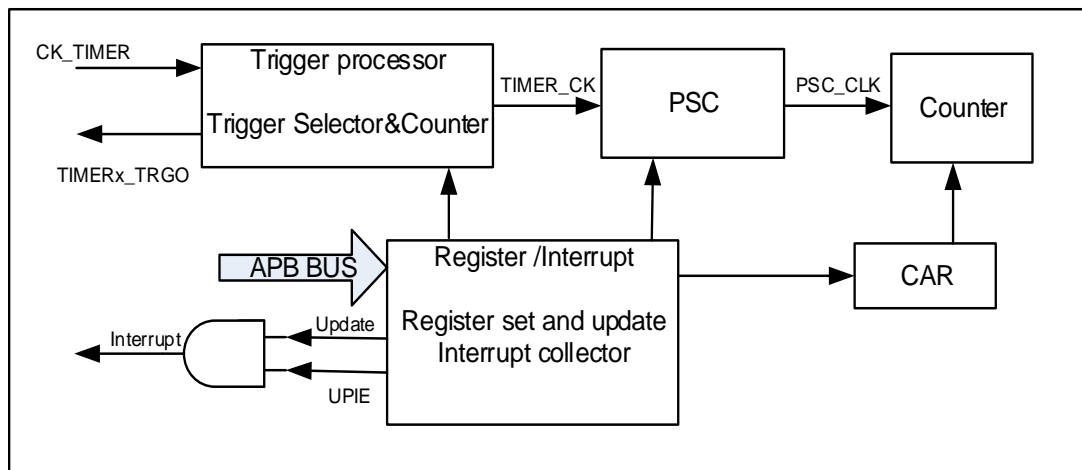 CK_TIMER
TIMERx_TRGO
Trigger processor
Trigger Selector&Counter
TIMER_CK
PSC
PSC_CLK
Counter
APB BUS
Register /Interrupt
Register set and update
Interrupt collector
CAR
Interrupt
Update
UPIE